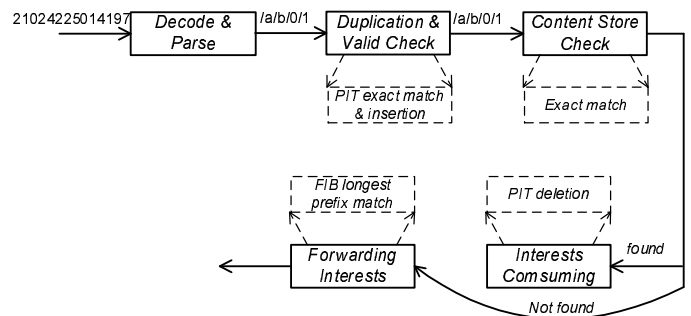 21024225014197
Decode &
Parse
/a/b/0/1
Duplication &
Valid Check
/a/b/0/1
Content Store
Check
PIT exact match
& insertion
Exact match
FIB longest
prefix match
PIT deletion
Forwarding
Interests
Interests
Comsuming
found
Not found